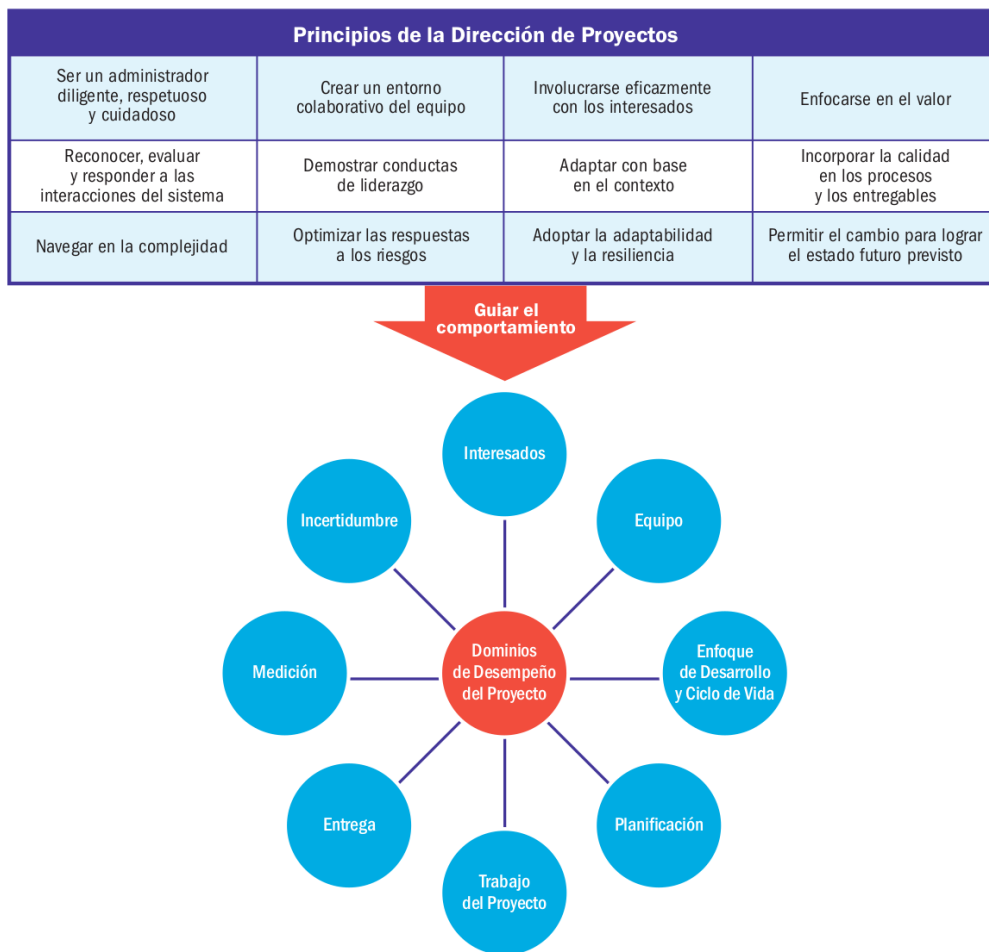 Principios de la Dirección de Proyectos
Ser un administrador
diligente, respetuoso
y cuidadoso
Crear un entorno
colaborativo del equipo
Involucrarse eficazmente
con los interesados
Enfocarse en el valor
Reconocer, evaluar
y responder a las
interacciones del sistema
Demostrar conductas
de liderazgo
Adaptar con base
en el contexto
Incorporar la calidad
en los procesos
y los entregables
Navegar en la complejidad
Optimizar las respuestas
a los riesgos
Adoptar la adaptabilidad
y la resiliencia
Permitir el cambio para lograr
el estado futuro previsto
Guiar el
comportamiento
Interesados
Incertidumbre
Equipo
Medición
Dominios
de Desempeño
del Proyecto
Enfoque
de Desarrollo
y Ciclo de Vida
Entrega
Planificación
Trabajo
del Proyecto